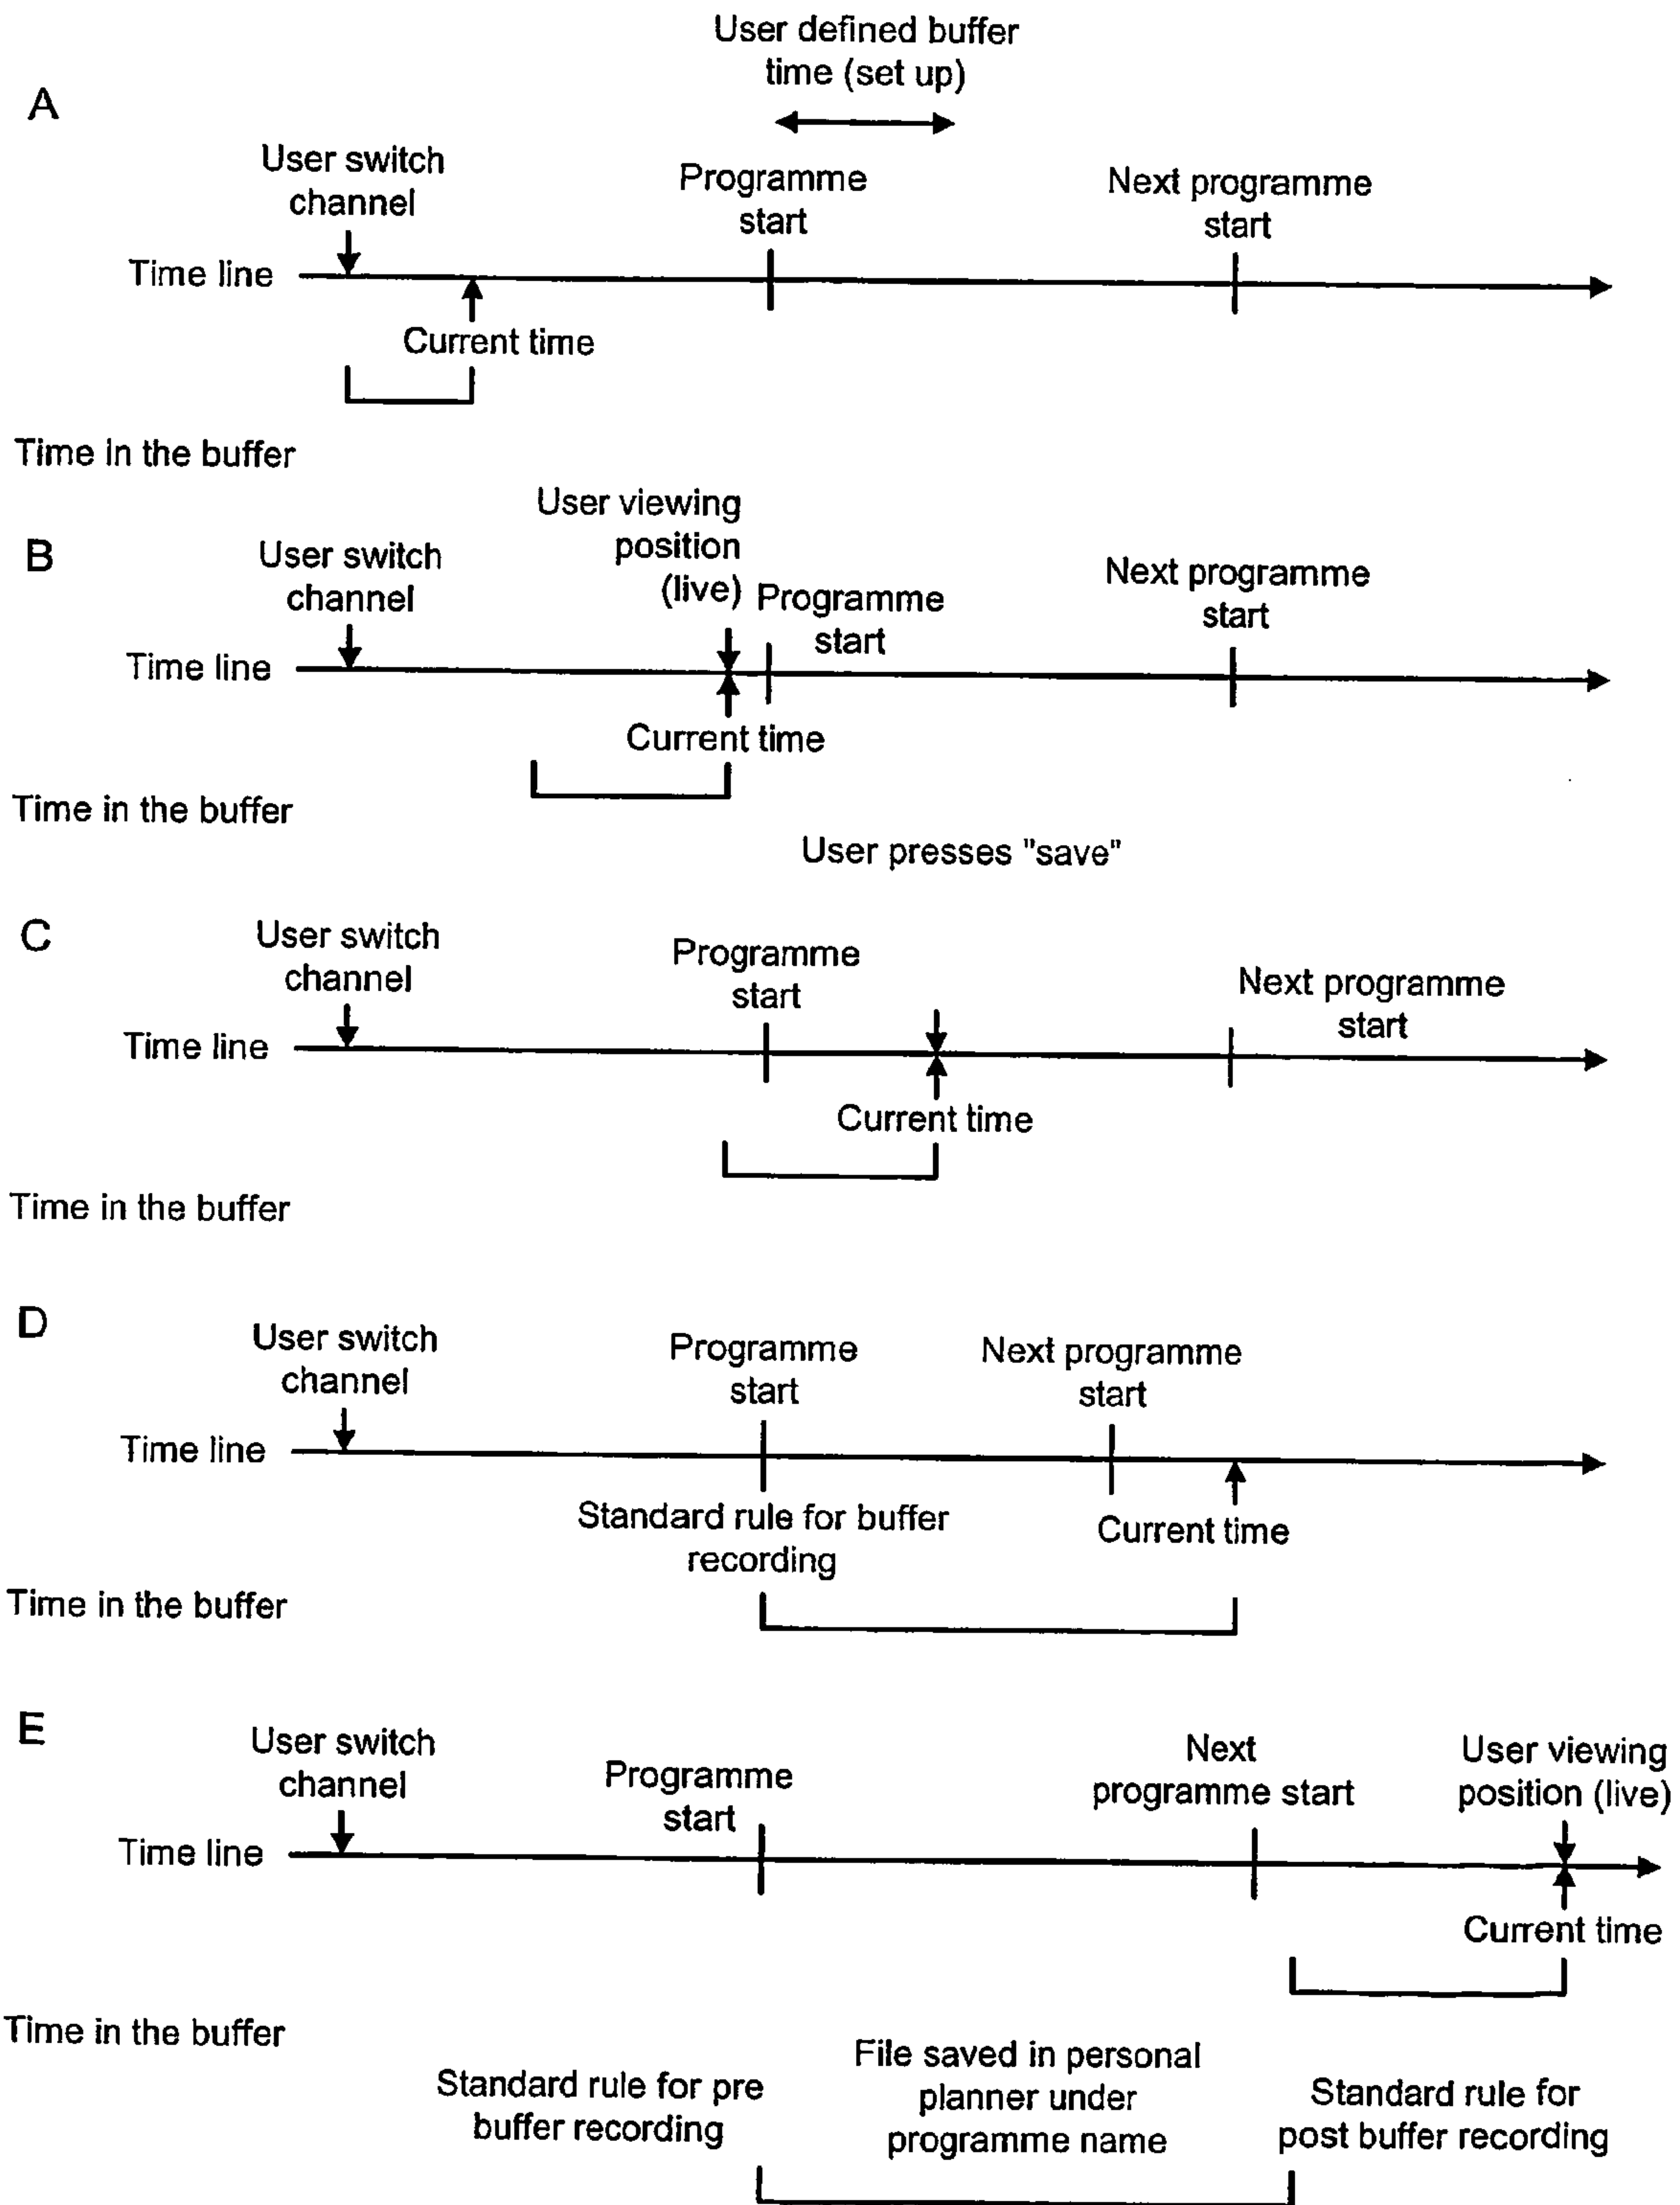 User defined buffer
time (set up)
A
User switch
channel
Programme
start
Next programme
start
Time line
Current time
Time in the buffer
B
User switch
channel
User viewing
position
(live)
Programme
start
Next programme
start
Time line
Current time
Time in the buffer
User presses "save"
C
User switch
channel
Programme
start
Next programme
start
Time line
Current time
Time in the buffer
D
User switch
channel
Programme
start
Next programme
start
Time line
Standard rule for buffer
recording
Current time
Time in the buffer
E
User switch
channel
Programme
start
Next
programme start
User viewing
position (live)
Time line
Current time
Time in the buffer
Standard rule for pre
buffer recording
File saved in personal
planner under
programme name
Standard rule for
post buffer recording